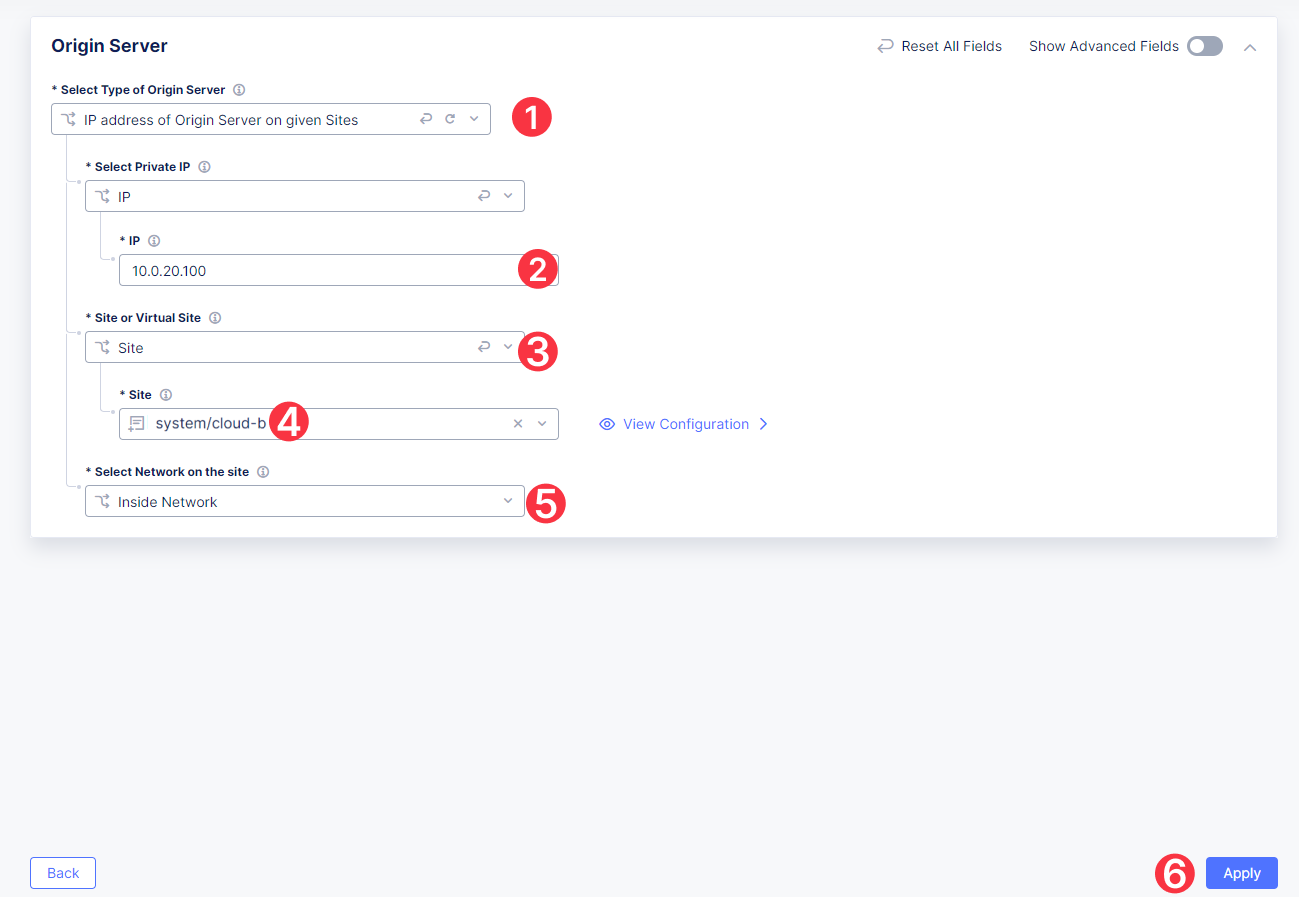 Origin Server
Reset All Fields
Show Advanced Fields
* Select Type of Origin Server
IP address of Origin Server on given Sites
1
* Select Private IP
IP
* IP
10.0.20.100
2
* Site or Virtual Site
Site
3
* Site
system/cloud-b
4
View Configuration
* Select Network on the site
Inside Network
5
Back
6
Apply